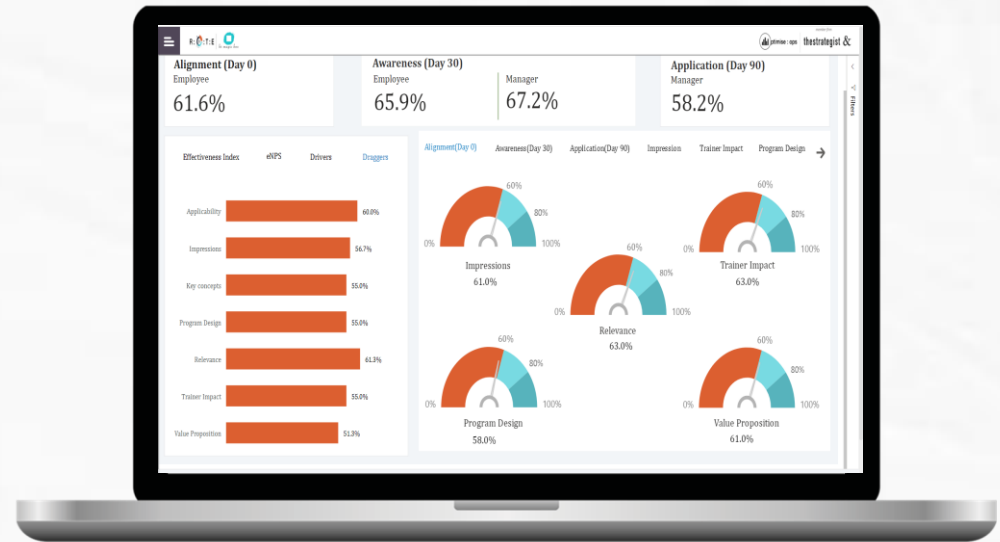 R: :T:E
ptimise : ops
thestrategist &
Alignment (Day 0)
Employee
61.6%
Awareness (Day 30)
Employee
65.9%
Manager
67.2%
Application (Day 90)
Manager
58.2%
Filters
Effectiveness Index eNPS Drivers Draggers
Applicability 60.0%
Impressions 56.7%
Key concepts 55.0%
Program Design 55.0%
Relevance 61.3%
Trainer Impact 55.0%
Value Proposition 51.3%
Alignment(Day 0) Awareness(Day 30) Application(Day 90) Impression Trainer Impact Program Design
0% 60% 80% 100%
Impressions
61.0%
0% 60% 80% 100%
Trainer Impact
63.0%
0% 60% 80% 100%
Relevance
63.0%
0% 60% 80% 100%
Program Design
58.0%
0% 60% 80% 100%
Value Proposition
61.0%